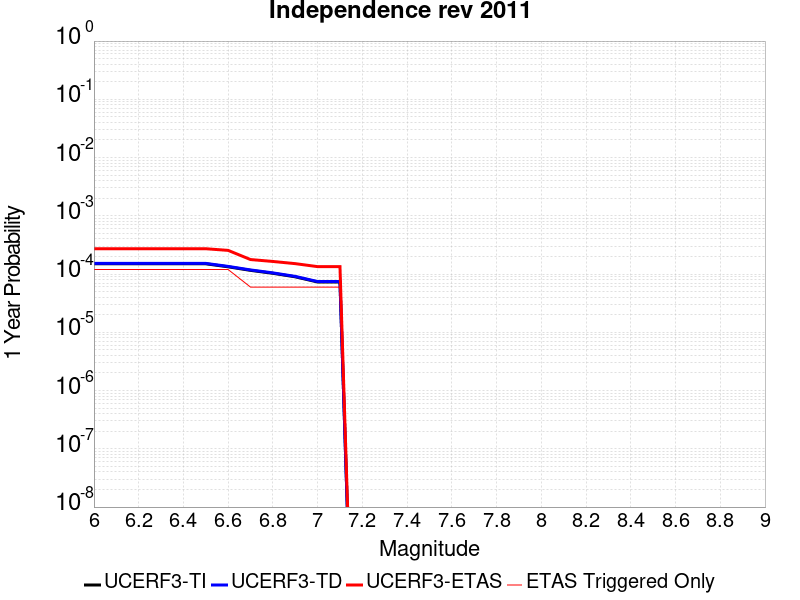 Independence rev 2011
10^0
10^-1
10^-2
10^-3
10^-4
10^-5
10^-6
10^-7
10^-8
1 Year Probability
6 6.2 6.4 6.6 6.8 7 7.2 7.4 7.6 7.8 8 8.2 8.4 8.6 8.8 9
Magnitude
UCERF3-TI UCERF3-TD UCERF3-ETAS ETAS Triggered Only